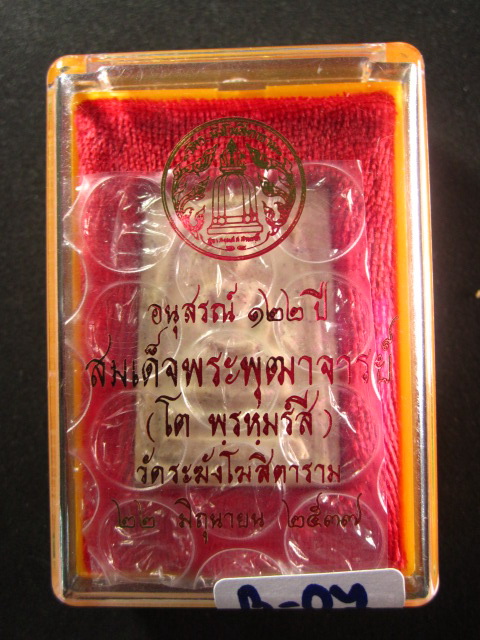 อนุสรณ์ ๑๒๒ ปี
สมเด็จพระพุฒาจารย์
(โต พรหมรังสี)
วัดระฆังโฆสิตาราม
๒๒ มิถุนายน ๒๕๓๗